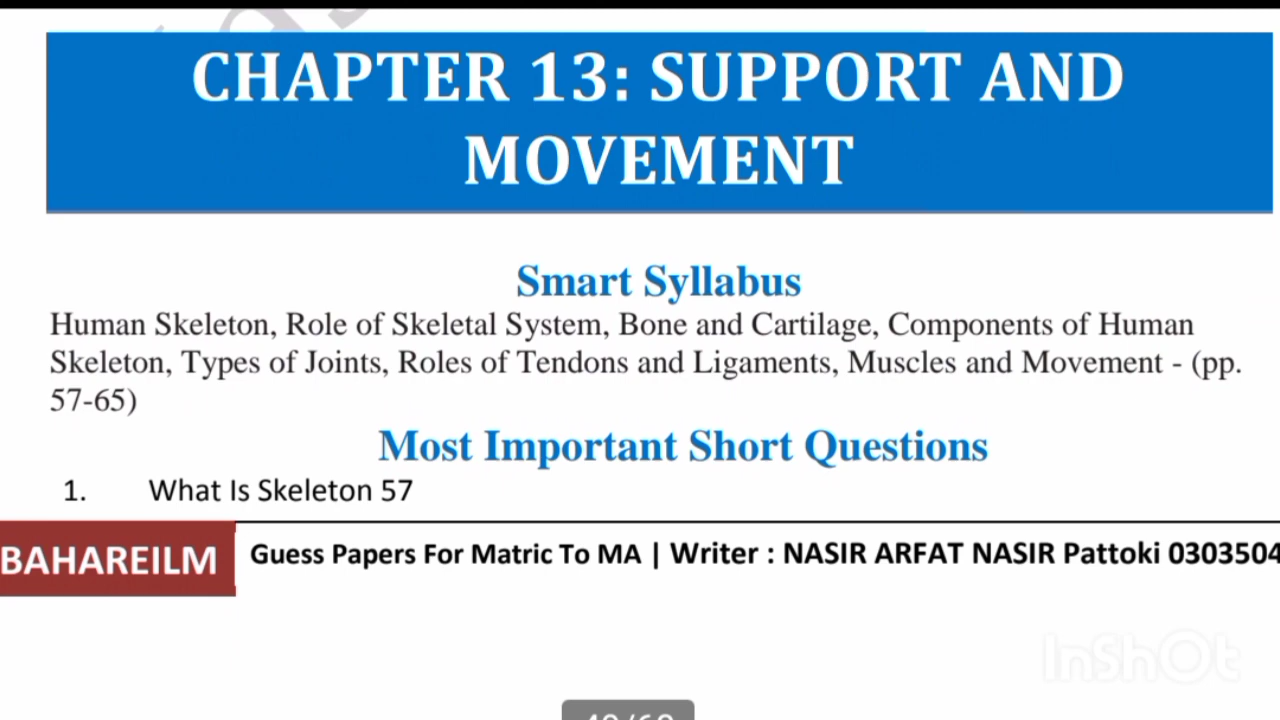 CHAPTER 13: SUPPORT AND
MOVEMENT
Smart Syllabus
Human Skeleton, Role of Skeletal System, Bone and Cartilage, Components of Human
Skeleton, Types of Joints, Roles of Tendons and Ligaments, Muscles and Movement - (pp.
57-65)
Most Important Short Questions
1. What Is Skeleton 57
BAHAREILM
Guess Papers For Matric To MA | Writer : NASIR ARFAT NASIR Pattoki 0303504
InShOt